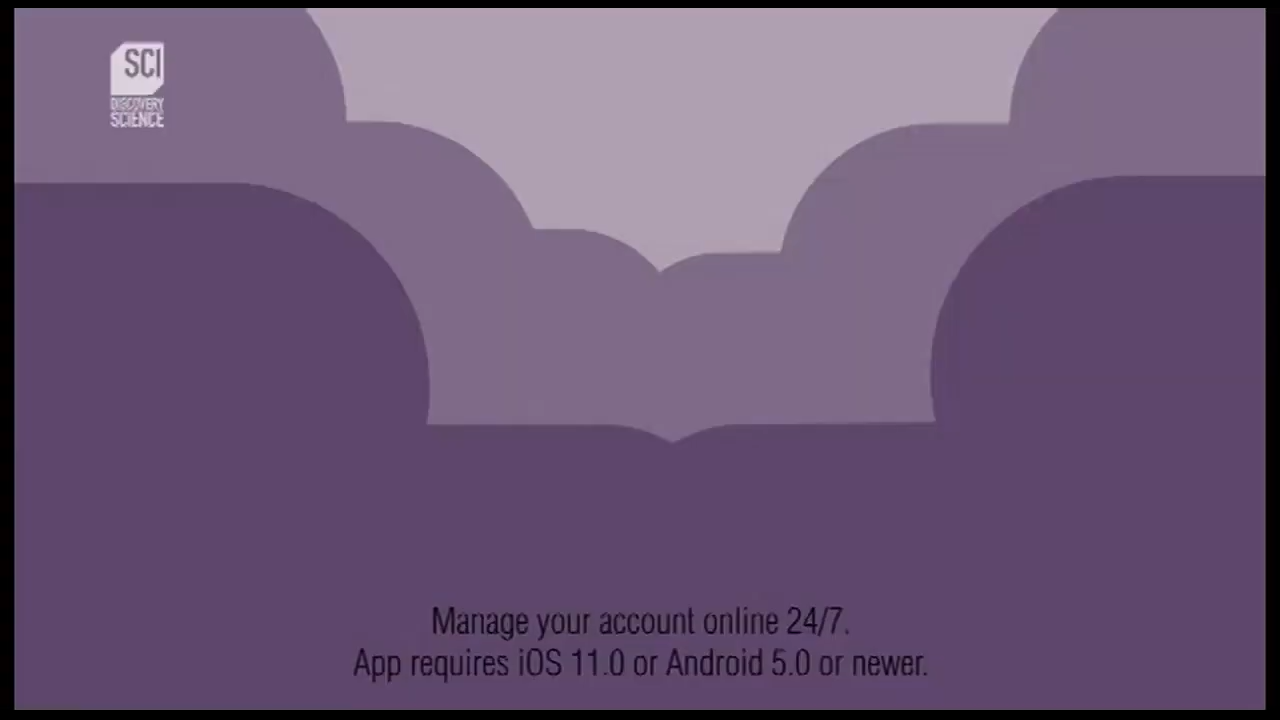 SCI
DISCOVERY
SCIENCE
Manage your account online 24/7.
App requires iOS 11.0 or Android 5.0 or newer.